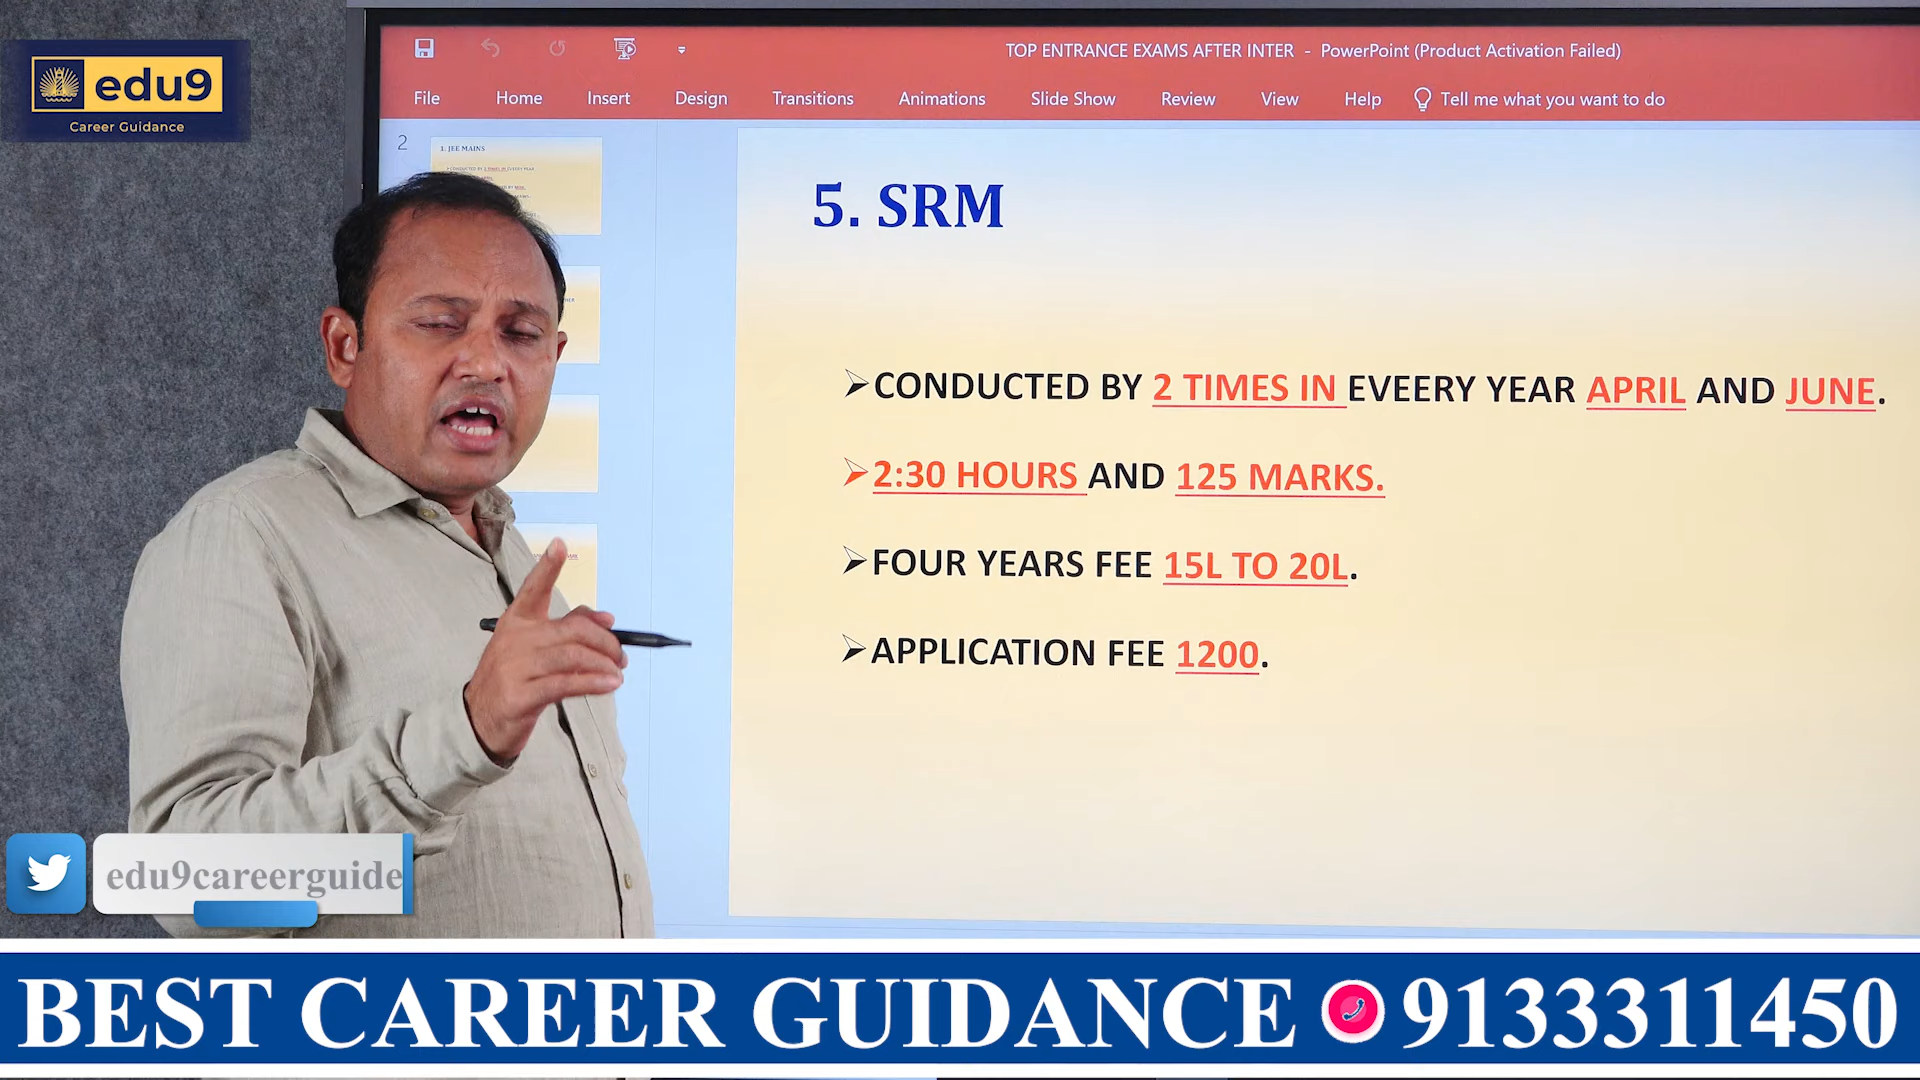 edu9
Career Guidance
TOP ENTRANCE EXAMS AFTER INTER - PowerPoint (Product Activation Failed)
File Home Insert Design Transitions Animations Slide Show Review View Help Tell me what you want to do
2
1. JEE MAINS
5. SRM
➢CONDUCTED BY 2 TIMES IN EVEERY YEAR APRIL AND JUNE.
➢2:30 HOURS AND 125 MARKS.
➢FOUR YEARS FEE 15L TO 20L.
➢APPLICATION FEE 1200.
edu9careerguide
BEST CAREER GUIDANCE 9133311450